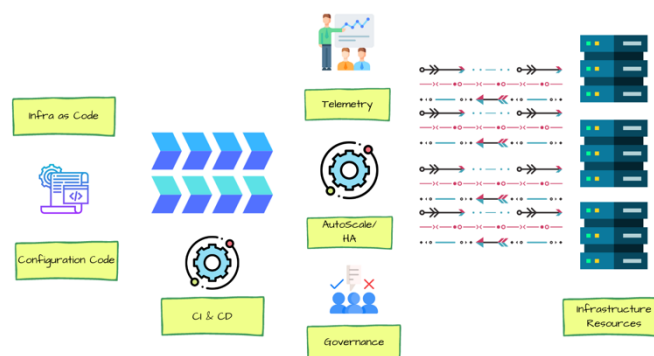 Infra as Code
Configuration Code
CI & CD
Telemetry
AutoScale/
HA
Governance
Infrastructure
Resources